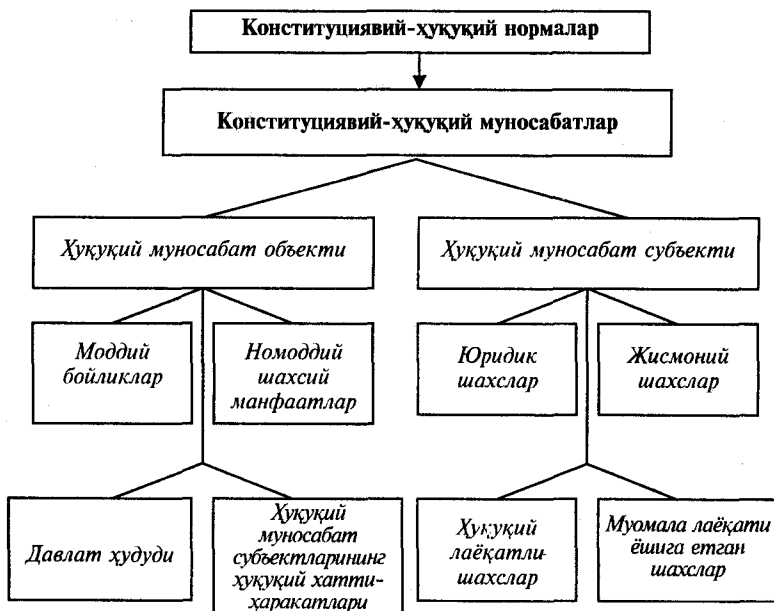 Конституциявий-ҳуқуқий нормалар
Конституциявий-ҳуқуқий муносабатлар
Ҳуқуқий муносабат объекти
Ҳуқуқий муносабат субъекти
Моддий
бойликлар
Номоддий
шахсий
манфаатлар
Юридик
шахслар
Жисмоний
шахслар
Давлат ҳудуди
Ҳуқуқий
муносабат
субъектларининг
ҳуқуқий хатти-
ҳаракатлари
Ҳуқуқий
лаёқатли
шахслар
Муомала лаёқати
ёшига етган
шахслар